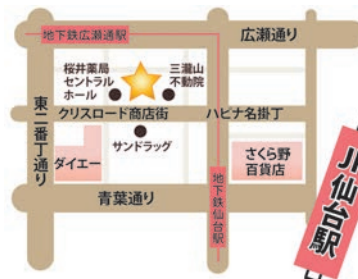 地下鉄広瀬通駅
広瀬通り
桜井薬局
セントラル
ホール
三瀧山
不動院
東二番丁通り
クリスロード商店街
ハピナ名掛丁
サンドラッグ
ダイエー
さくら野
百貨店
青葉通り
地下鉄仙台駅
JR仙台駅